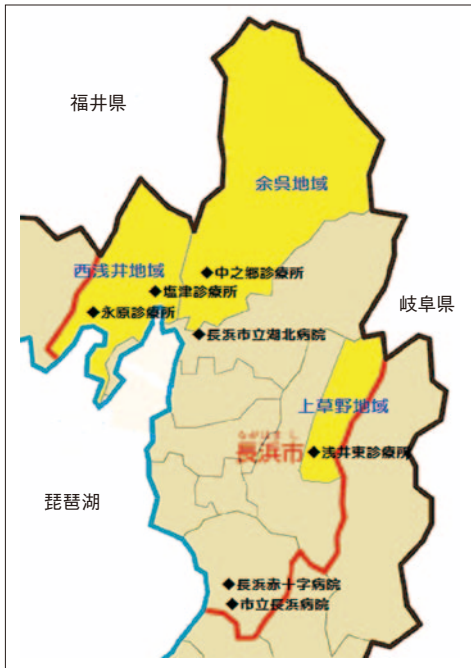 福井県
余呉地域
西浅井地域
◆中之郷診療所
◆塩津診療所
◆永原診療所
岐阜県
◆長浜市立湖北病院
上草野地域
ながはま し
長浜市
◆浅井東診療所
琵琶湖
◆長浜赤十字病院
◆市立長浜病院